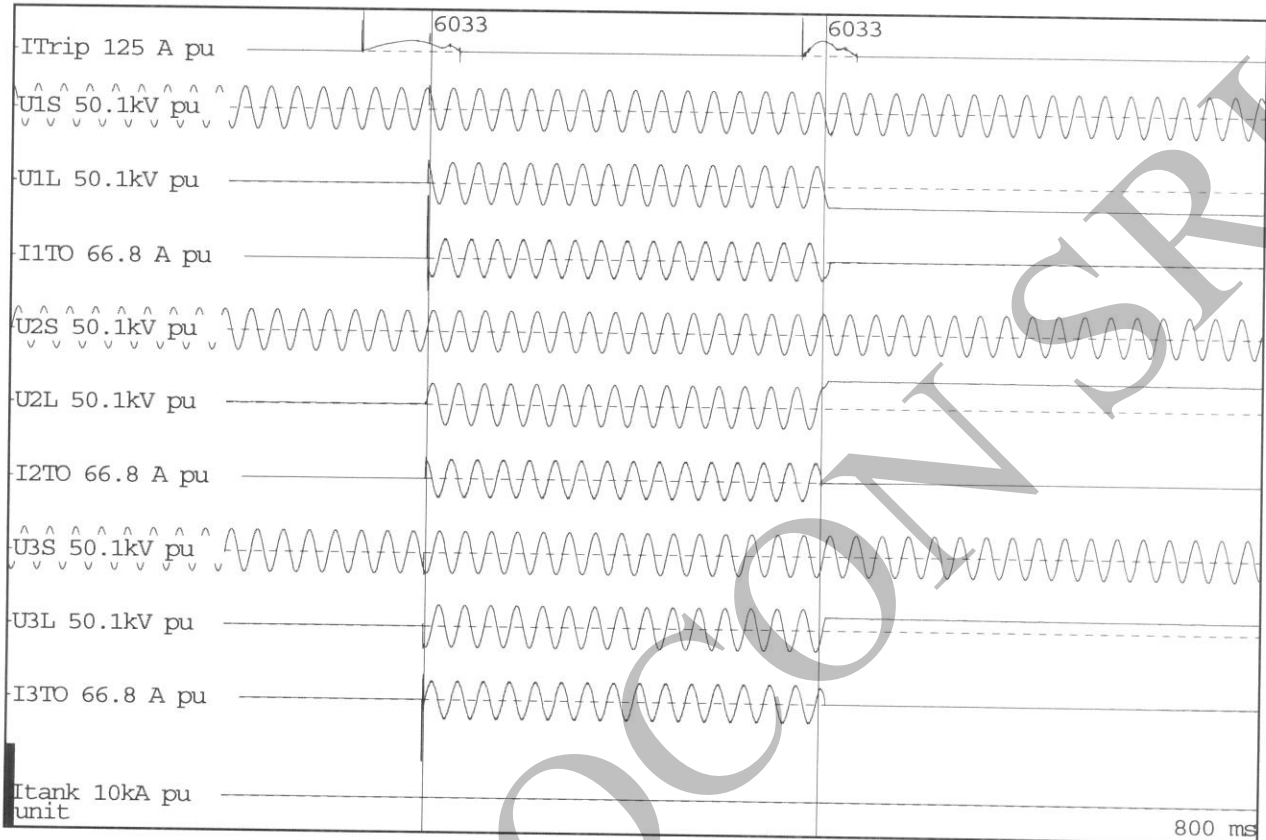 6033
6033
ITrip 125 A pu
U1S 50.1kV pu
U1L 50.1kV pu
I1TO 66.8 A pu
U2S 50.1kV pu
U2L 50.1kV pu
I2TO 66.8 A pu
U3S 50.1kV pu
U3L 50.1kV pu
I3TO 66.8 A pu
Itank 10kA pu
unit
800 ms
OCON SRL